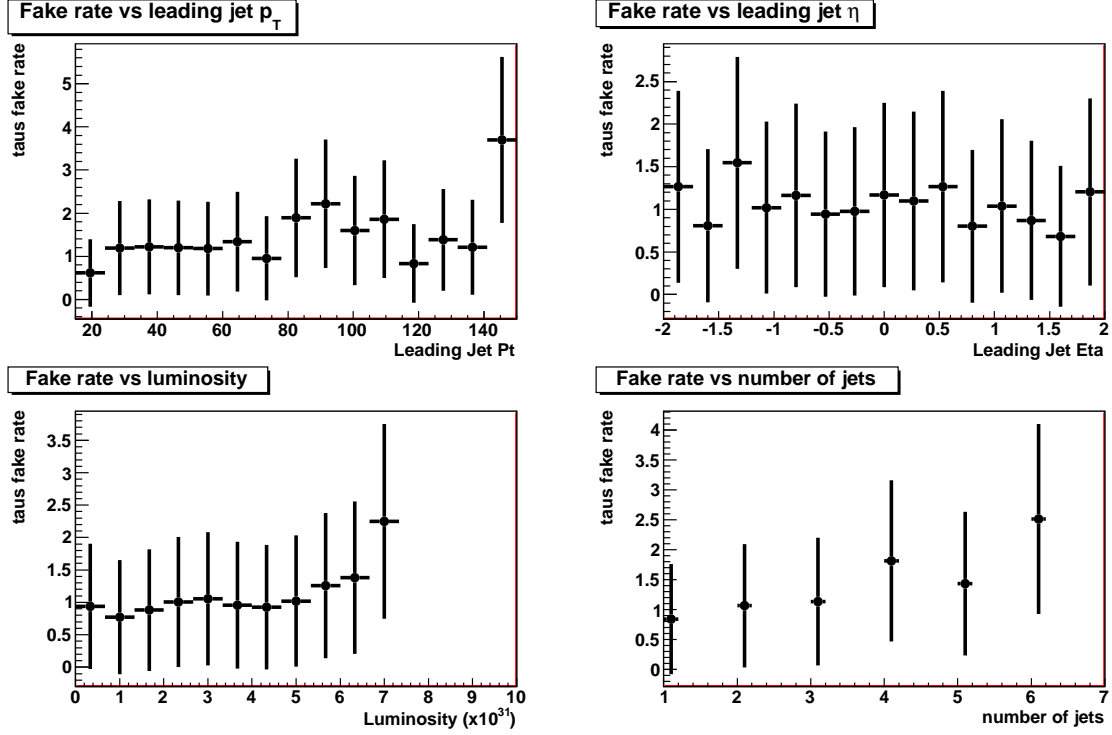 Fake rate vs leading jet p_T
taus fake rate
5
4
3
2
1
0
20 40 60 80 100 120 140
Leading Jet Pt
Fake rate vs leading jet η
taus fake rate
2.5
2
1.5
1
0.5
0
-2 -1.5 -1 -0.5 0 0.5 1 1.5 2
Leading Jet Eta
Fake rate vs luminosity
taus fake rate
3.5
3
2.5
2
1.5
1
0.5
0
0 1 2 3 4 5 6 7 8 9 10
Luminosity (x10^31)
Fake rate vs number of jets
taus fake rate
4
3.5
3
2.5
2
1.5
1
0.5
0
1 2 3 4 5 6 7
number of jets